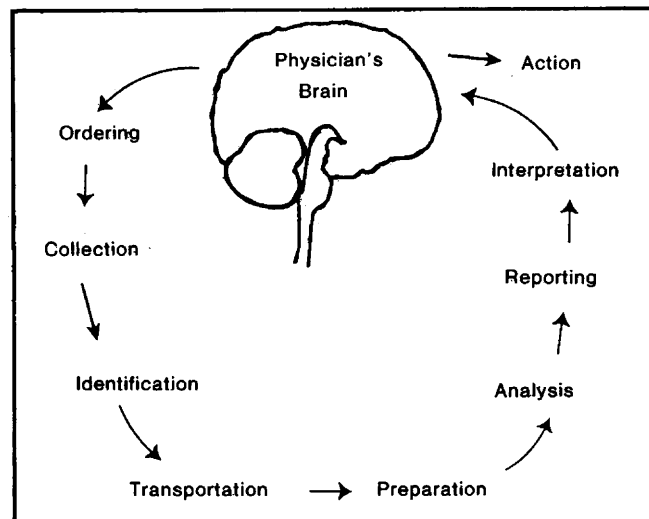 Physician's
Brain
Action
Ordering
Interpretation
Collection
Reporting
Identification
Analysis
Transportation
Preparation